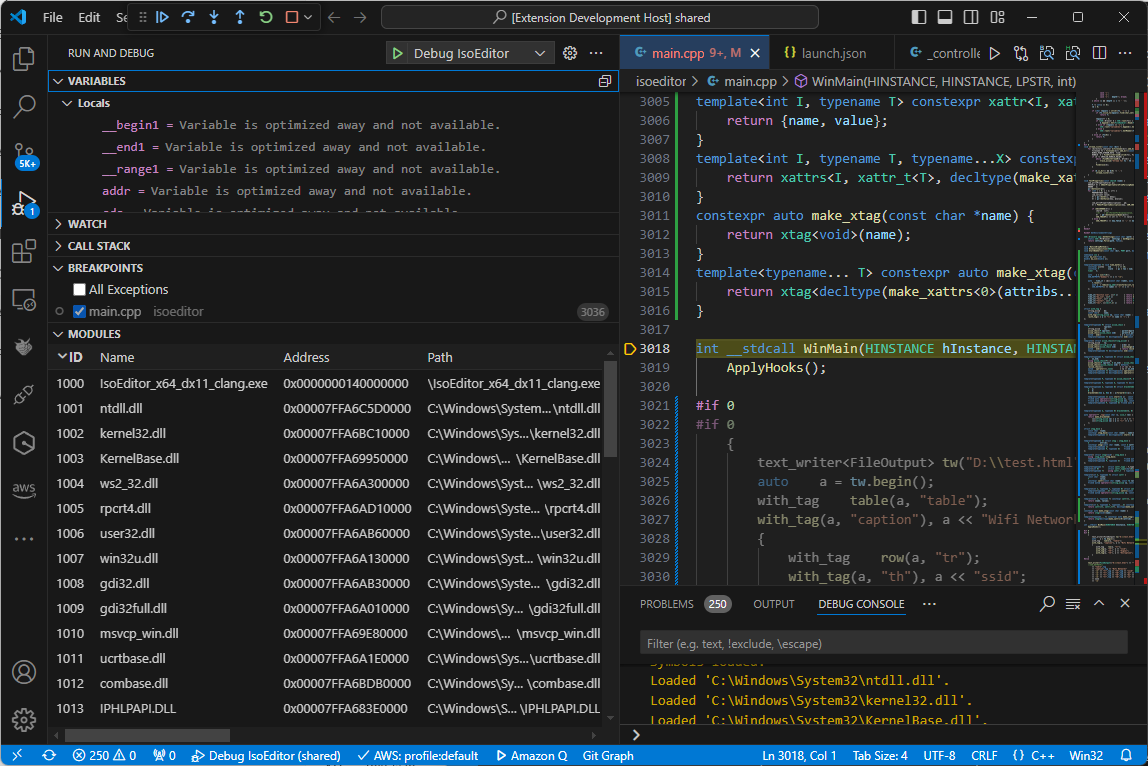 File Edit Se
[Extension Development Host] shared
RUN AND DEBUG
Debug IsoEditor
VARIABLES
Locals
__begin1 = Variable is optimized away and not available.
__end1 = Variable is optimized away and not available.
__range1 = Variable is optimized away and not available.
addr = Variable is optimized away and not available.
WATCH
CALL STACK
BREAKPOINTS
All Exceptions
main.cpp isoeditor 3036
MODULES
ID Name Address Path
1000 IsoEditor_x64_dx11_clang.exe 0x0000000140000000 \IsoEditor_x64_dx11_clang.exe
1001 ntdll.dll 0x00007FFA6C5D0000 C:\Windows\System... \ntdll.dll
1002 kernel32.dll 0x00007FFA6BC10000 C:\Windows\Sys... \kernel32.dll
1003 KernelBase.dll 0x00007FFA69950000 C:\Windows\... \KernelBase.dll
1004 ws2_32.dll 0x00007FFA6A300000 C:\Windows\Syst... \ws2_32.dll
1005 rpcrt4.dll 0x00007FFA6AD10000 C:\Windows\Syste... \rpcrt4.dll
1006 user32.dll 0x00007FFA6AB60000 C:\Windows\Syste...\user32.dll
1007 win32u.dll 0x00007FFA6A130000 C:\Windows\Syst...\win32u.dll
1008 gdi32.dll 0x00007FFA6AB30000 C:\Windows\Syste... \gdi32.dll
1009 gdi32full.dll 0x00007FFA6A010000 C:\Windows\Sy... \gdi32full.dll
1010 msvcp_win.dll 0x00007FFA69E80000 C:\Windows\... \msvcp_win.dll
1011 ucrtbase.dll 0x00007FFA6A1E0000 C:\Windows\Sys...\ucrtbase.dll
1012 combase.dll 0x00007FFA6BDB0000 C:\Windows\Sy... \combase.dll
1013 IPHLPAPI.DLL 0x00007FFA683E0000 C:\Windows\S... \IPHLPAPI.DLL
5K+
1
aws
main.cpp 9+, M
launch.json
_controlle
isoeditor > main.cpp > WinMain(HINSTANCE, HINSTANCE, LPSTR, int)
3005 template<int I, typename T> constexpr xattr<I, xat
3006 return {name, value};
3007 }
3008 template<int I, typename T, typename...X> constexp
3009 return xattrs<I, xattr_t<T>, decltype(make_xat
3010 }
3011 constexpr auto make_xtag(const char *name) {
3012 return xtag<void>(name);
3013 }
3014 template<typename... T> constexpr auto make_xtag(
3015 return xtag<decltype(make_xattrs<0>(attribs..
3016 }
3017
3018 int __stdcall WinMain(HINSTANCE hInstance, HINSTAN
3019 ApplyHooks();
3020
3021 #if 0
3022 #if 0
3023 {
3024 text_writer<FileOutput> tw("D:\\test.html"
3025 auto a = tw.begin();
3026 with_tag table(a, "table");
3027 with_tag(a, "caption"), a << "Wifi Network
3028 {
3029 with_tag row(a, "tr");
3030 with_tag(a, "th"), a << "ssid";
PROBLEMS 250 OUTPUT DEBUG CONSOLE
Filter (e.g. text, !exclude, \escape)
Symbols loaded.
Loaded 'C:\Windows\System32\ntdll.dll'.
Loaded 'C:\Windows\System32\kernel32.dll'.
Loaded 'C:\Windows\System32\KernelBase.dll'.
250 0 0 Debug IsoEditor (shared) AWS: profile:default Amazon Q Git Graph Ln 3018, Col 1 Tab Size: 4 UTF-8 CRLF {} C++ Win32